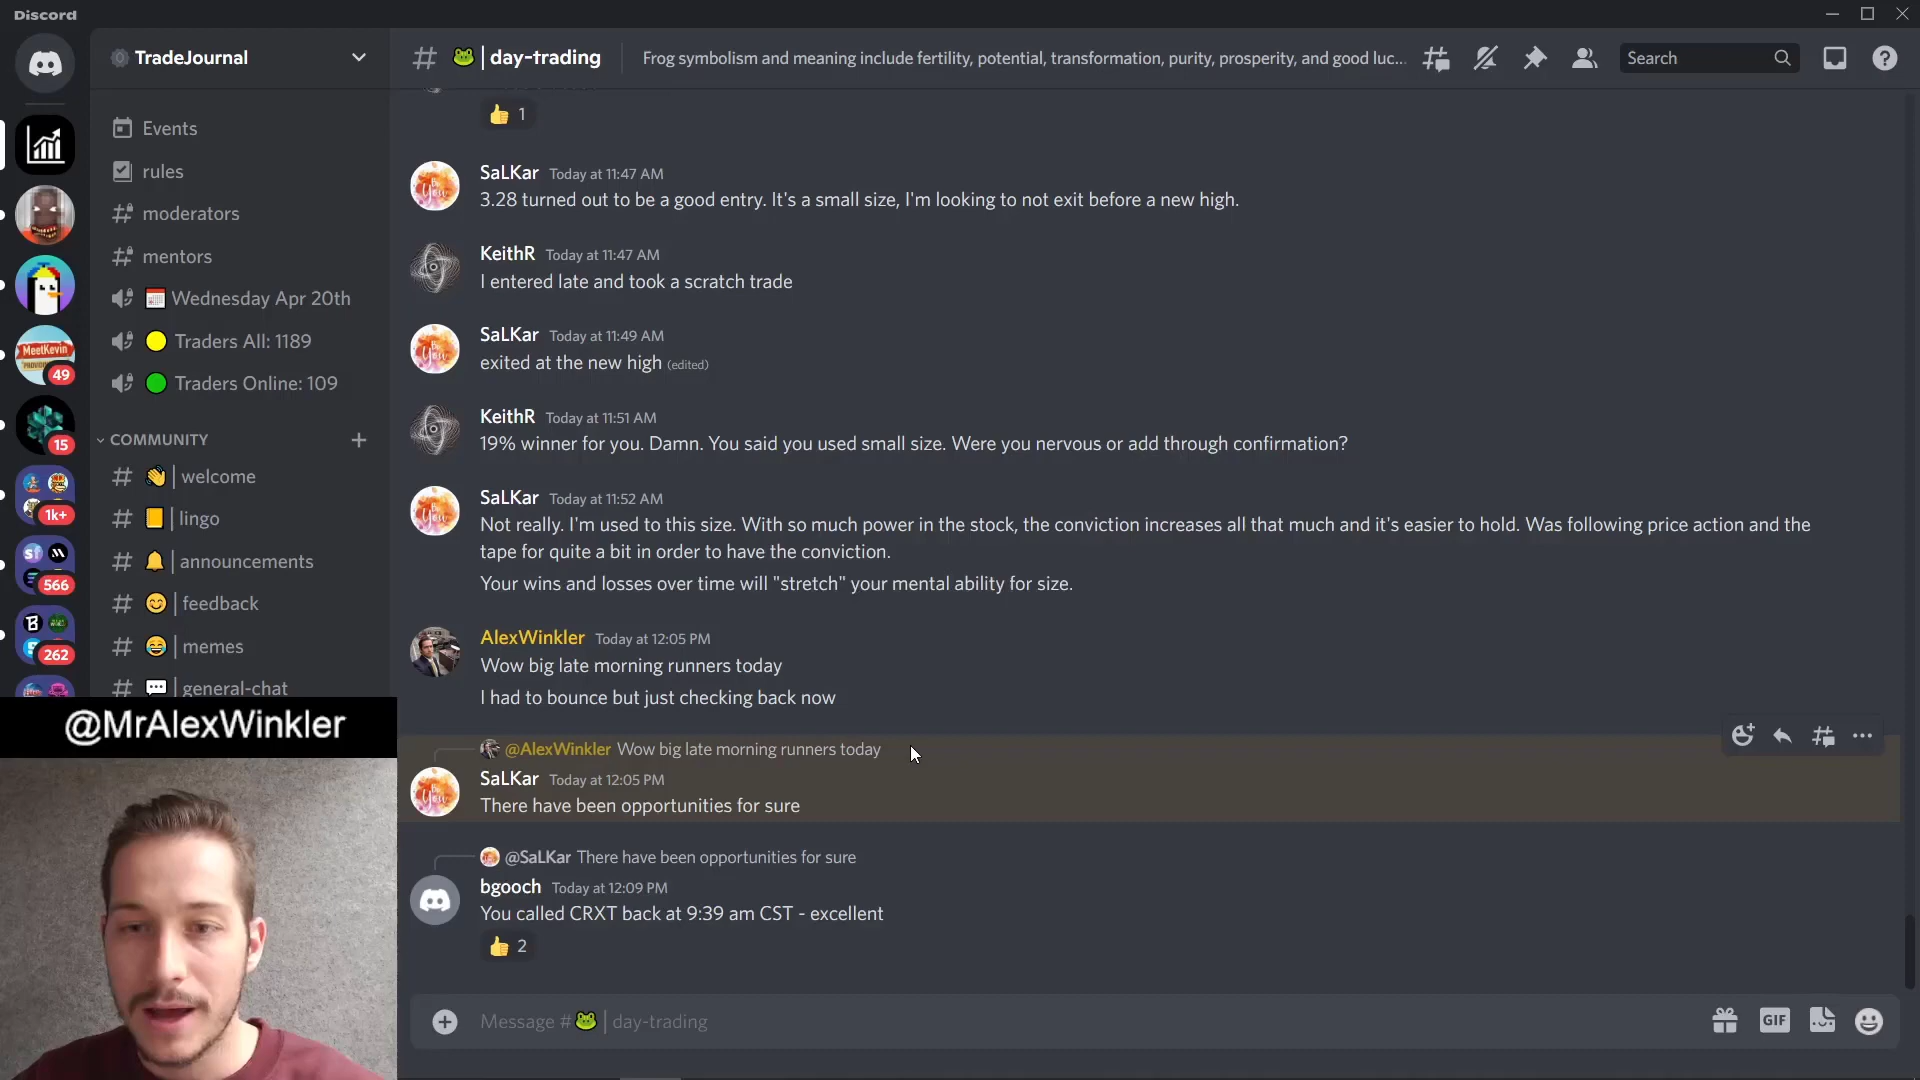 Discord
TradeJournal
# 🐸 | day-trading
Frog symbolism and meaning include fertility, potential, transformation, purity, prosperity, and good luc...
Search
Events
rules
moderators
mentors
Wednesday Apr 20th
Traders All: 1189
Traders Online: 109
COMMUNITY
# 👋 | welcome
# 📒 | lingo
# 🔔 | announcements
# 😊 | feedback
# 😂 | memes
# 💬 | general-chat
MeetKevin
49
15
1k+
566
262
@MrAlexWinkler
👍 1
SaLKar Today at 11:47 AM
3.28 turned out to be a good entry. It's a small size, I'm looking to not exit before a new high.
KeithR Today at 11:47 AM
I entered late and took a scratch trade
SaLKar Today at 11:49 AM
exited at the new high (edited)
KeithR Today at 11:51 AM
19% winner for you. Damn. You said you used small size. Were you nervous or add through confirmation?
SaLKar Today at 11:52 AM
Not really. I'm used to this size. With so much power in the stock, the conviction increases all that much and it's easier to hold. Was following price action and the
tape for quite a bit in order to have the conviction.
Your wins and losses over time will "stretch" your mental ability for size.
AlexWinkler Today at 12:05 PM
Wow big late morning runners today
I had to bounce but just checking back now
@AlexWinkler Wow big late morning runners today
SaLKar Today at 12:05 PM
There have been opportunities for sure
@SaLKar There have been opportunities for sure
bgooch Today at 12:09 PM
You called CRXT back at 9:39 am CST - excellent
👍 2
Message #🐸 | day-trading
GIF